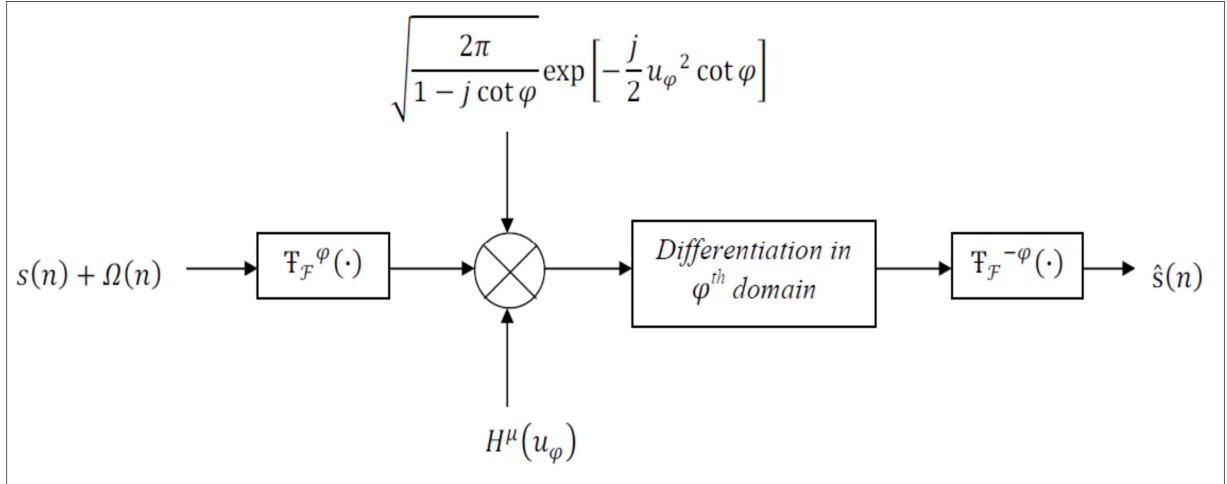 √(2π / (1 − j cot φ)) exp[−(j/2) u_φ² cot φ]
s(n) + Ω(n)
Ŧ_ℱ^φ(·)
Differentiation in
φ^th domain
Ŧ_ℱ^−φ(·)
ŝ(n)
H^μ(u_φ)